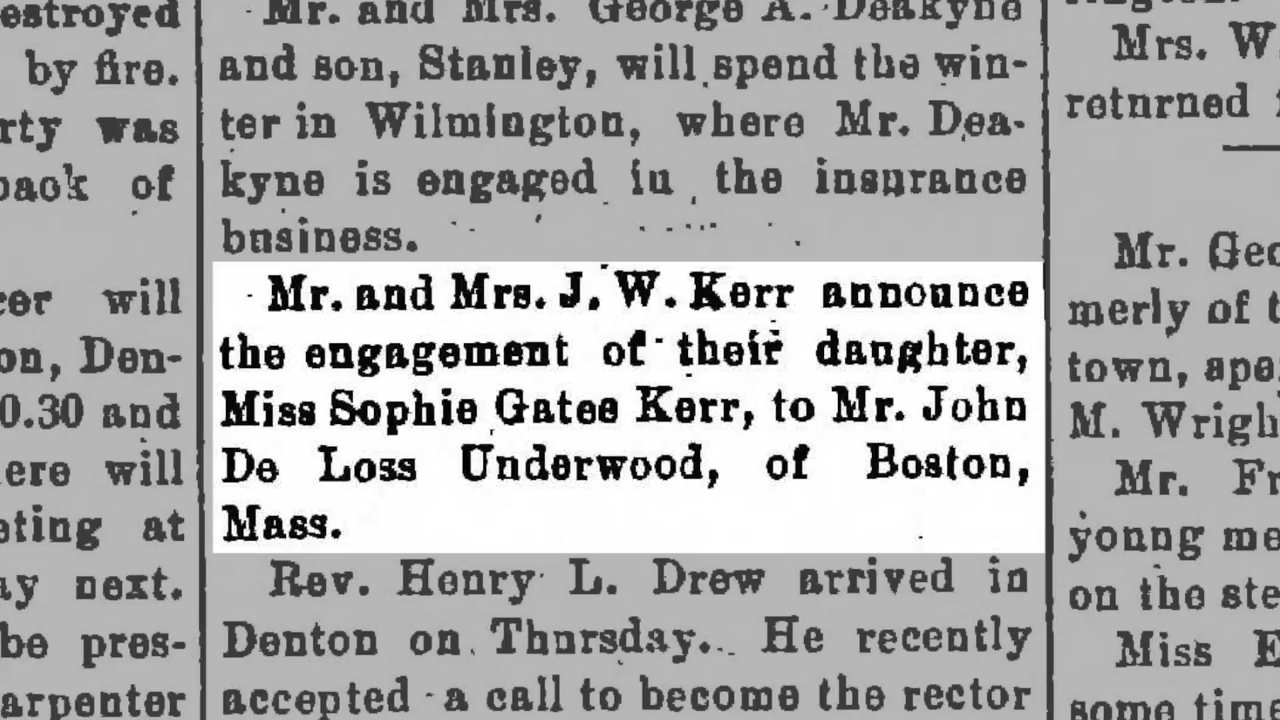 estroyed
by fire.
rty was
back of
will
on, Den-
0.30 and
ere will
eting at
ay next.
be pres-
arpenter
Mr. and Mrs. George A. Deakyne
and son, Stanley, will spend the win-
ter in Wilmington, where Mr. Dea-
kyne is engaged in the insurance
business.
Mr. and Mrs. J. W. Kerr announce
the engagement of their daughter,
Miss Sophie Gates Kerr, to Mr. John
De Loss Underwood, of Boston,
Mass.
Rev. Henry L. Drew arrived in
Denton on Thursday. He recently
accepted a call to become the rector
Mrs. W
returned
Mr. Geo
merly of t
town, ape
M. Wrigh
Mr. Fr
young me
on the ste
Miss E
some time